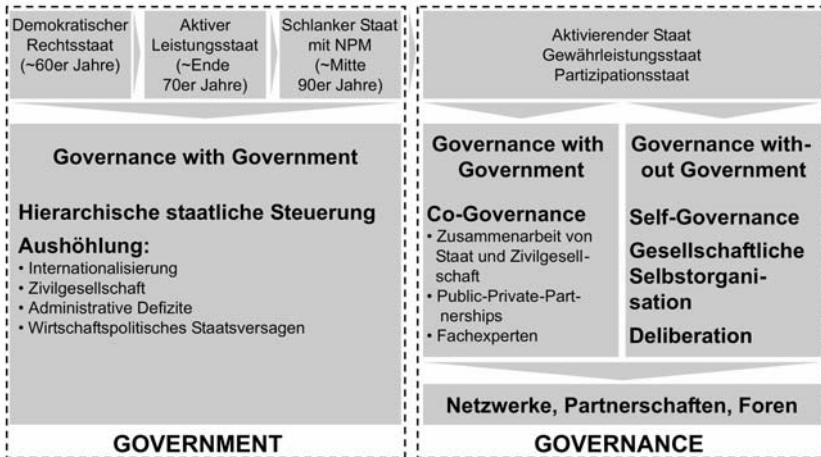 Demokratischer
Rechtsstaat
(~60er Jahre)
Aktiver
Leistungsstaat
(~Ende
70er Jahre)
Schlanker Staat
mit NPM
(~Mitte
90er Jahre)
Governance with Government
Hierarchische staatliche Steuerung
Aushöhlung:
• Internationalisierung
• Zivilgesellschaft
• Administrative Defizite
• Wirtschaftspolitisches Staatsversagen
GOVERNMENT
Aktivierender Staat
Gewährleistungsstaat
Partizipationsstaat
Governance with
Government
Co-Governance
• Zusammenarbeit von
Staat und Zivilgesell-
schaft
• Public-Private-Part-
nerships
• Fachexperten
Governance with-
out Government
Self-Governance
Gesellschaftliche
Selbstorgani-
sation
Deliberation
Netzwerke, Partnerschaften, Foren
GOVERNANCE